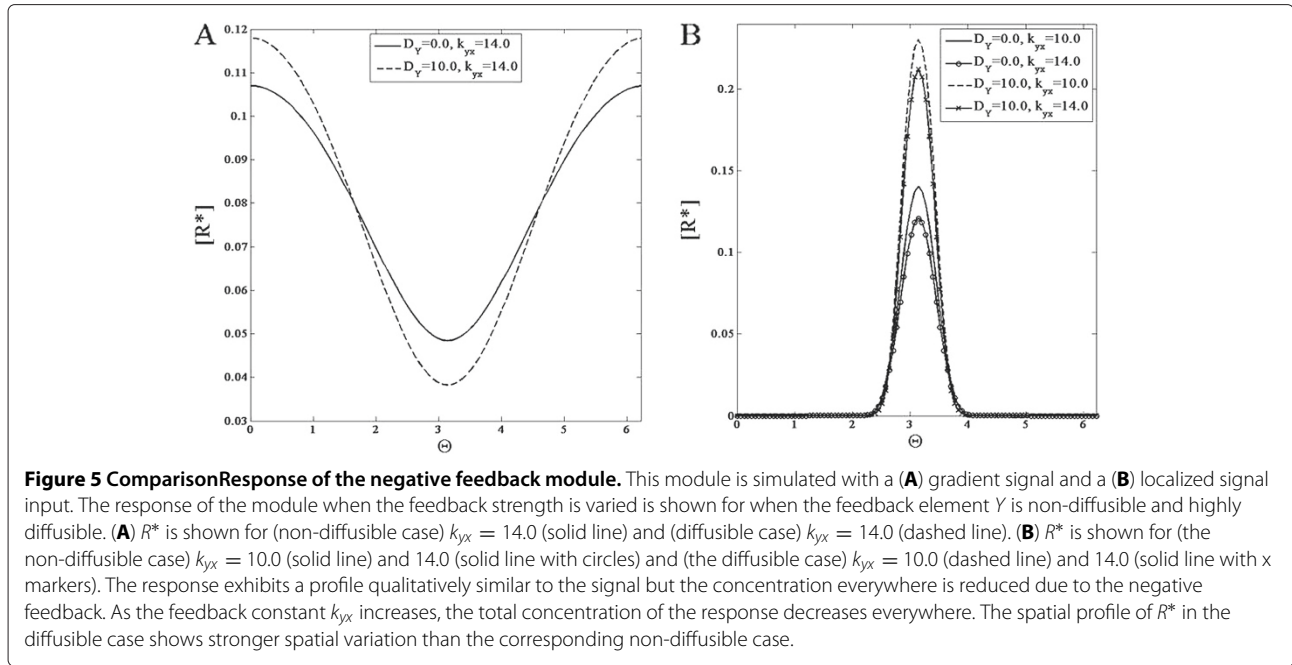 A
0.12
0.11
0.1
0.09
0.08
0.07
0.06
0.05
0.04
0.03
[R*]
0 1 2 3 4 5 6
Θ
D_Y=0.0, k_yx=14.0
D_Y=10.0, k_yx=14.0
B
0.2
0.15
0.1
0.05
0
[R*]
0 1 2 3 4 5 6
Θ
D_Y=0.0, k_yx=10.0
D_Y=0.0, k_yx=14.0
D_Y=10.0, k_yx=10.0
D_Y=10.0, k_yx=14.0
Figure 5 ComparisonResponse of the negative feedback module. This module is simulated with a (A) gradient signal and a (B) localized signal
input. The response of the module when the feedback strength is varied is shown for when the feedback element Y is non-diffusible and highly
diffusible. (A) R* is shown for (non-diffusible case) k_yx = 14.0 (solid line) and (diffusible case) k_yx = 14.0 (dashed line). (B) R* is shown for (the
non-diffusible case) k_yx = 10.0 (solid line) and 14.0 (solid line with circles) and (the diffusible case) k_yx = 10.0 (dashed line) and 14.0 (solid line with x
markers). The response exhibits a profile qualitatively similar to the signal but the concentration everywhere is reduced due to the negative
feedback. As the feedback constant k_yx increases, the total concentration of the response decreases everywhere. The spatial profile of R* in the
diffusible case shows stronger spatial variation than the corresponding non-diffusible case.